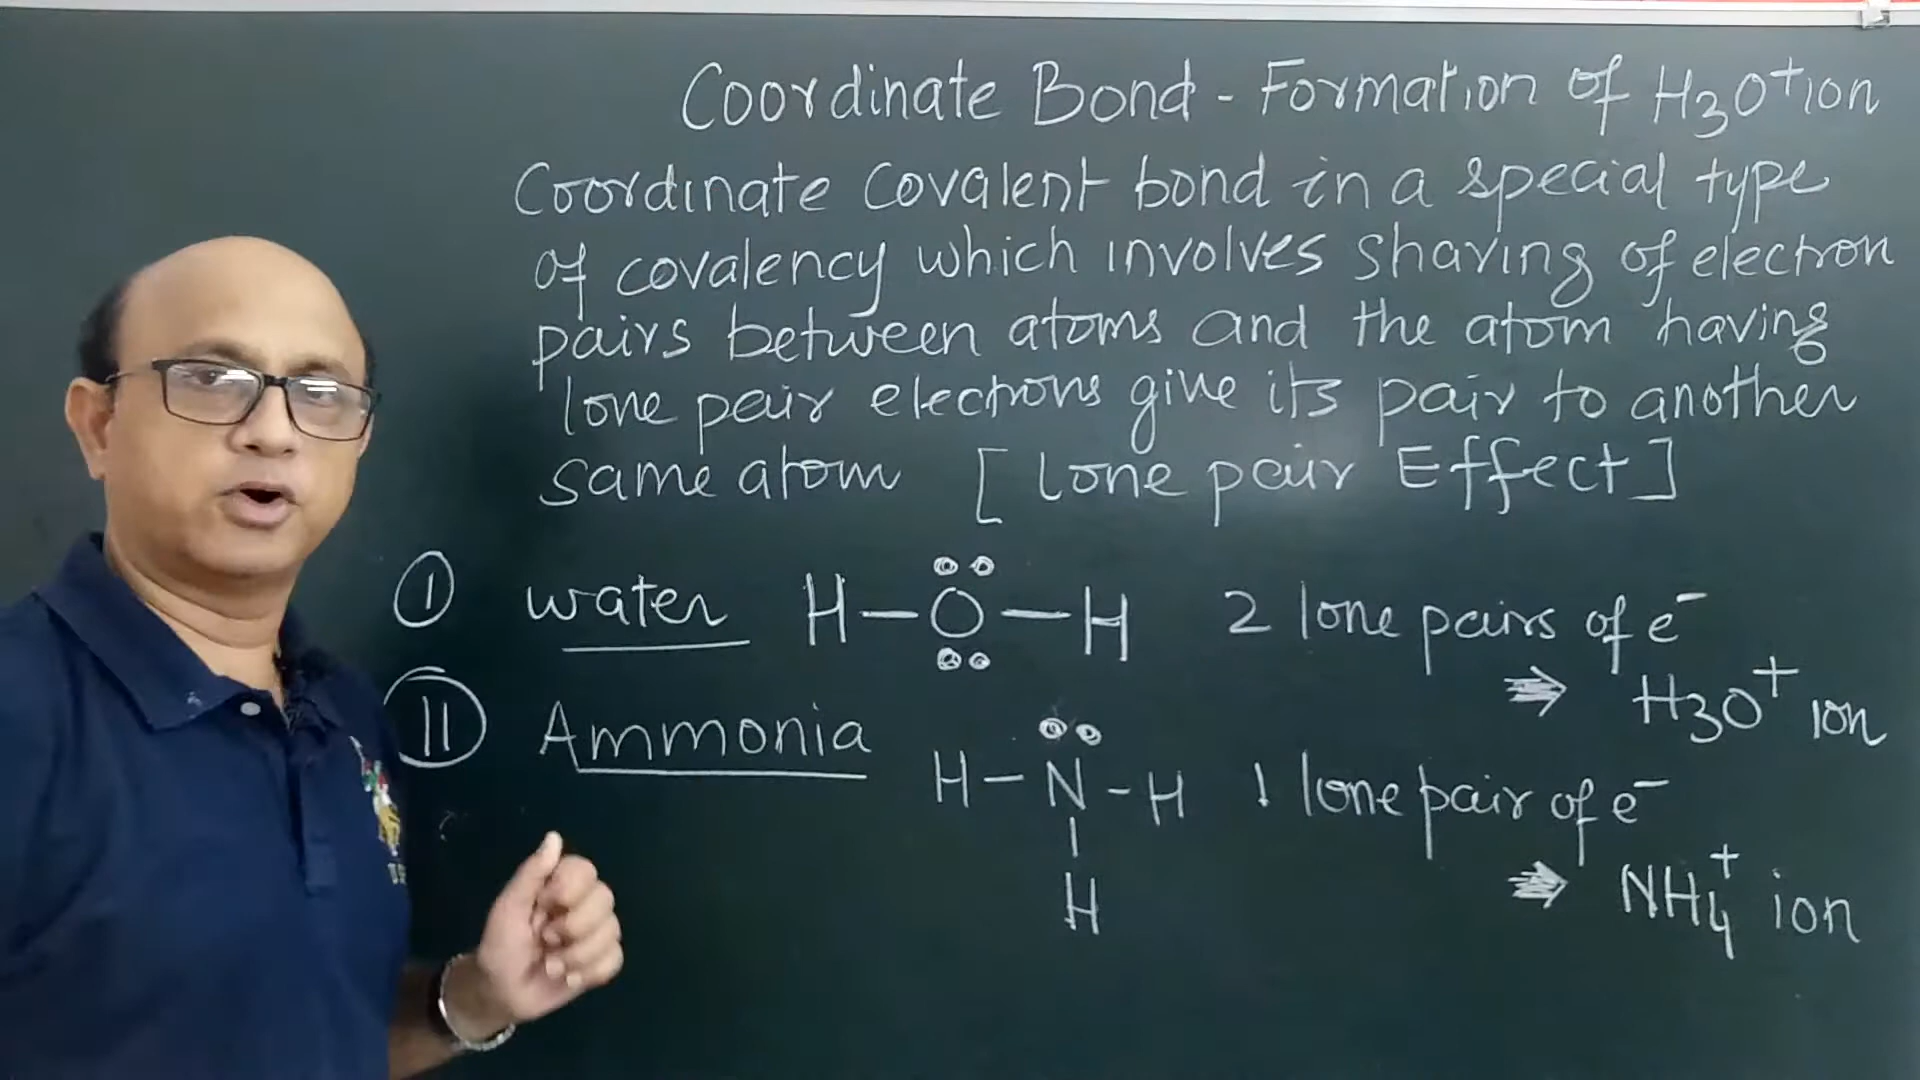 Coordinate Bond - Formation of H3O+ ion
Coordinate covalent bond in a special type
of covalency which involves sharing of electron
pairs between atoms and the atom having
lone pair electrons give its pair to another
same atom [Lone pair Effect]
I water H-O-H 2 lone pairs of e-
⇒ H3O+ ion
II Ammonia
H-N-H 1 lone pair of e-
H
⇒ NH4+ ion